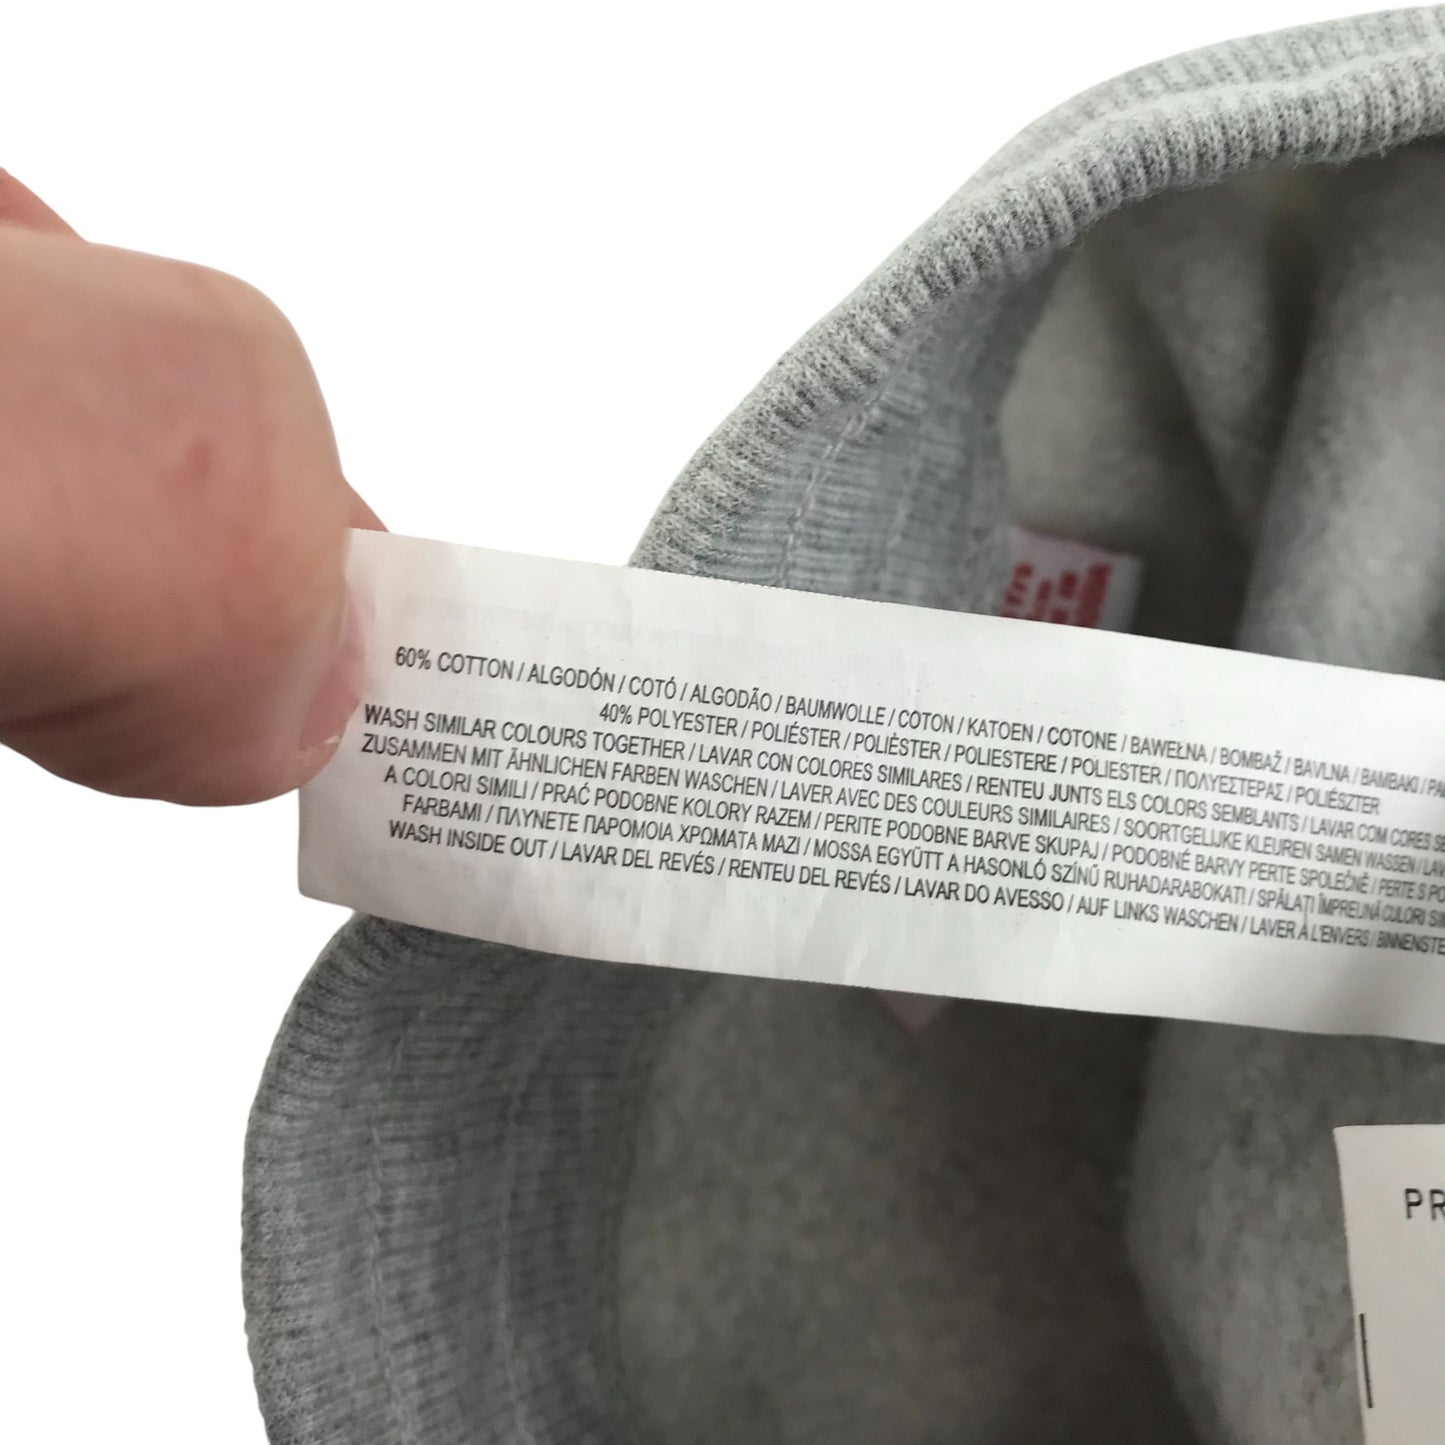 60% COTTON / ALGODÓN / COTÓ / ALGODÃO / BAUMWOLLE / COTON / KATOEN / COTONE / BAWEŁNA / BOMBAŽ / BAVLNA / BAMBAKI /
40% POLYESTER / POLIÉSTER / POLIÈSTER / POLIESTERE / POLIESTER / ΠΟΛΥΕΣΤΕΡΑΣ / POLIÉSZTER
WASH SIMILAR COLOURS TOGETHER / LAVAR CON COLORES SIMILARES / RENTEU JUNTS ELS COLORS SEMBLANTS / LAVAR COM CORES
ZUSAMMEN MIT ÄHNLICHEN FARBEN WASCHEN / LAVER AVEC DES COULEURS SIMILAIRES / SOORTGELIJKE KLEUREN SAMEN WASSEN /
A COLORI SIMILI / PRAĆ PODOBNE KOLORY RAZEM / PERITE PODOBNE BARVE SKUPAJ / PODOBNÉ BARVY PERTE SPOLEČNĚ / PERTE S
FARBAMI / ΠΛΥΝΕΤΕ ΠΑΡΟΜΟΙΑ ΧΡΩΜΑΤΑ ΜΑΖΙ / MOSSA EGYÜTT A HASONLÓ SZÍNŰ RUHADARABOKAT! / SPĂLAȚI ÎMPREUNĂ CULORI
WASH INSIDE OUT / LAVAR DEL REVÉS / RENTEU DEL REVÉS / LAVAR DO AVESSO / AUF LINKS WASCHEN / LAVER À L'ENVERS /
PR